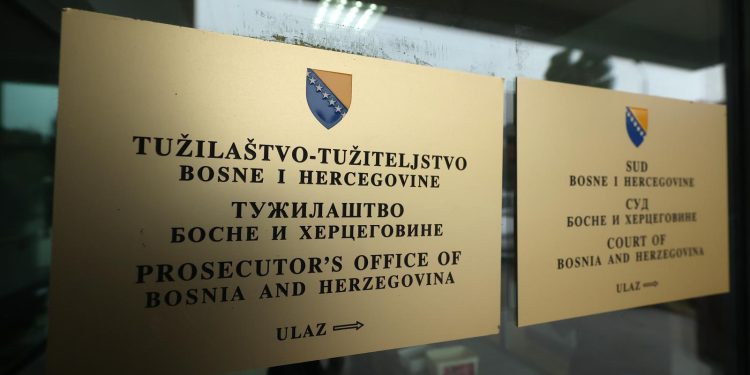 TUŽILAŠTVO-TUŽITELJSTVO
BOSNE I HERCEGOVINE
ТУЖИЛАШТВО
БОСНЕ И ХЕРЦЕГОВИНЕ
PROSECUTOR'S OFFICE OF
BOSNIA AND HERZEGOVINA
ULAZ
SUD
BOSNE I HERCEGOVINE
СУД
БОСНЕ И ХЕРЦЕГОВИНЕ
COURT OF
BOSNIA AND HERZEGOVINA
ULAZ